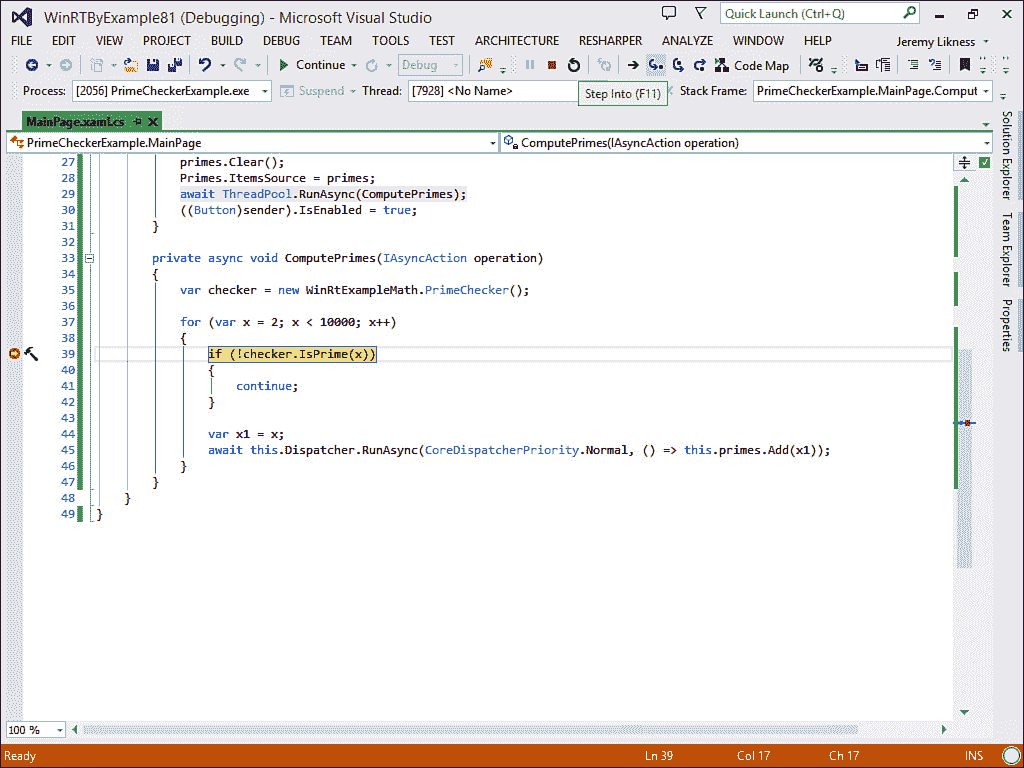 WinRTByExample81 (Debugging) - Microsoft Visual Studio
Quick Launch (Ctrl+Q)
FILE EDIT VIEW PROJECT BUILD DEBUG TEAM TOOLS TEST ARCHITECTURE RESHARPER ANALYZE WINDOW HELP Jeremy Likness
Continue Debug Code Map
Process: [2056] PrimeCheckerExample.exe Suspend Thread: [7928] <No Name> Stack Frame: PrimeCheckerExample.MainPage.Comput
Step Into (F11)
MainPage.xaml.cs
PrimeCheckerExample.MainPage ComputePrimes(IAsyncAction operation)
27 primes.Clear();
28 Primes.ItemsSource = primes;
29 await ThreadPool.RunAsync(ComputePrimes);
30 ((Button)sender).IsEnabled = true;
31 }
32
33 private async void ComputePrimes(IAsyncAction operation)
34 {
35 var checker = new WinRtExampleMath.PrimeChecker();
36
37 for (var x = 2; x < 10000; x++)
38 {
39 if (!checker.IsPrime(x))
40 {
41 continue;
42 }
43
44 var x1 = x;
45 await this.Dispatcher.RunAsync(CoreDispatcherPriority.Normal, () => this.primes.Add(x1));
46 }
47 }
48 }
49 }
Solution Explorer
Team Explorer
Properties
100 %
Ready Ln 39 Col 17 Ch 17 INS